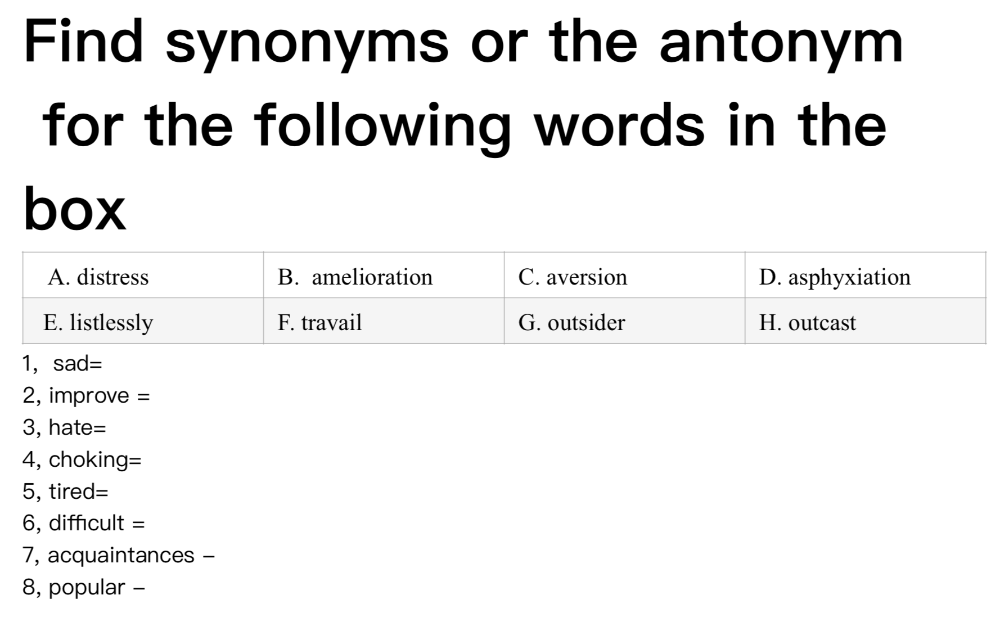 Find synonyms or the antonym
for the following words in the
box
A. distress B. amelioration C. aversion D. asphyxiation
E. listlessly F. travail G. outsider H. outcast
1, sad=
2, improve =
3, hate=
4, choking=
5, tired=
6, difficult =
7, acquaintances –
8, popular –